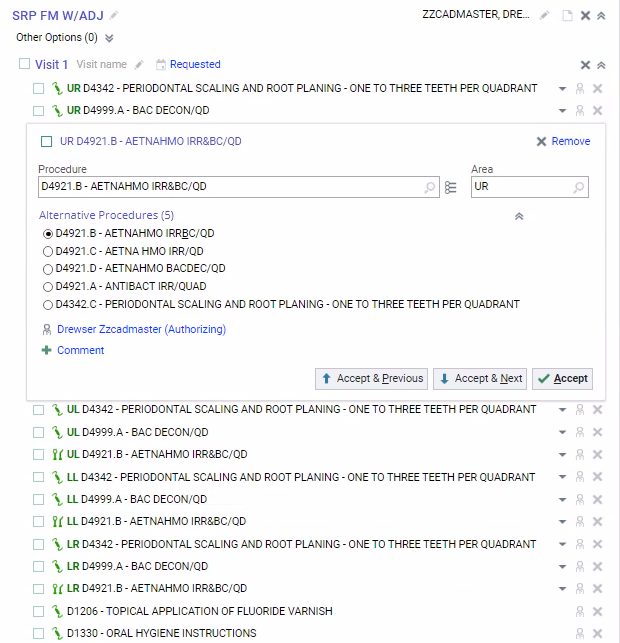 SRP FM W/ADJ
ZZCADMASTER, DRE...
Other Options (0)
Visit 1 Visit name Requested
UR D4342 - PERIODONTAL SCALING AND ROOT PLANING - ONE TO THREE TEETH PER QUADRANT
UR D4999.A - BAC DECON/QD
UR D4921.B - AETNAHMO IRR&BC/QD
Remove
Procedure
Area
D4921.B - AETNAHMO IRR&BC/QD
UR
Alternative Procedures (5)
D4921.B - AETNAHMO IRRBC/QD
D4921.C - AETNA HMO IRR/QD
D4921.D - AETNAHMO BACDEC/QD
D4921.A - ANTIBACT IRR/QUAD
D4342.C - PERIODONTAL SCALING AND ROOT PLANING - ONE TO THREE TEETH PER QUADRANT
Drewser Zzcadmaster (Authorizing)
Comment
Accept & Previous
Accept & Next
Accept
UL D4342 - PERIODONTAL SCALING AND ROOT PLANING - ONE TO THREE TEETH PER QUADRANT
UL D4999.A - BAC DECON/QD
UL D4921.B - AETNAHMO IRR&BC/QD
LL D4342 - PERIODONTAL SCALING AND ROOT PLANING - ONE TO THREE TEETH PER QUADRANT
LL D4999.A - BAC DECON/QD
LL D4921.B - AETNAHMO IRR&BC/QD
LR D4342 - PERIODONTAL SCALING AND ROOT PLANING - ONE TO THREE TEETH PER QUADRANT
LR D4999.A - BAC DECON/QD
LR D4921.B - AETNAHMO IRR&BC/QD
D1206 - TOPICAL APPLICATION OF FLUORIDE VARNISH
D1330 - ORAL HYGIENE INSTRUCTIONS